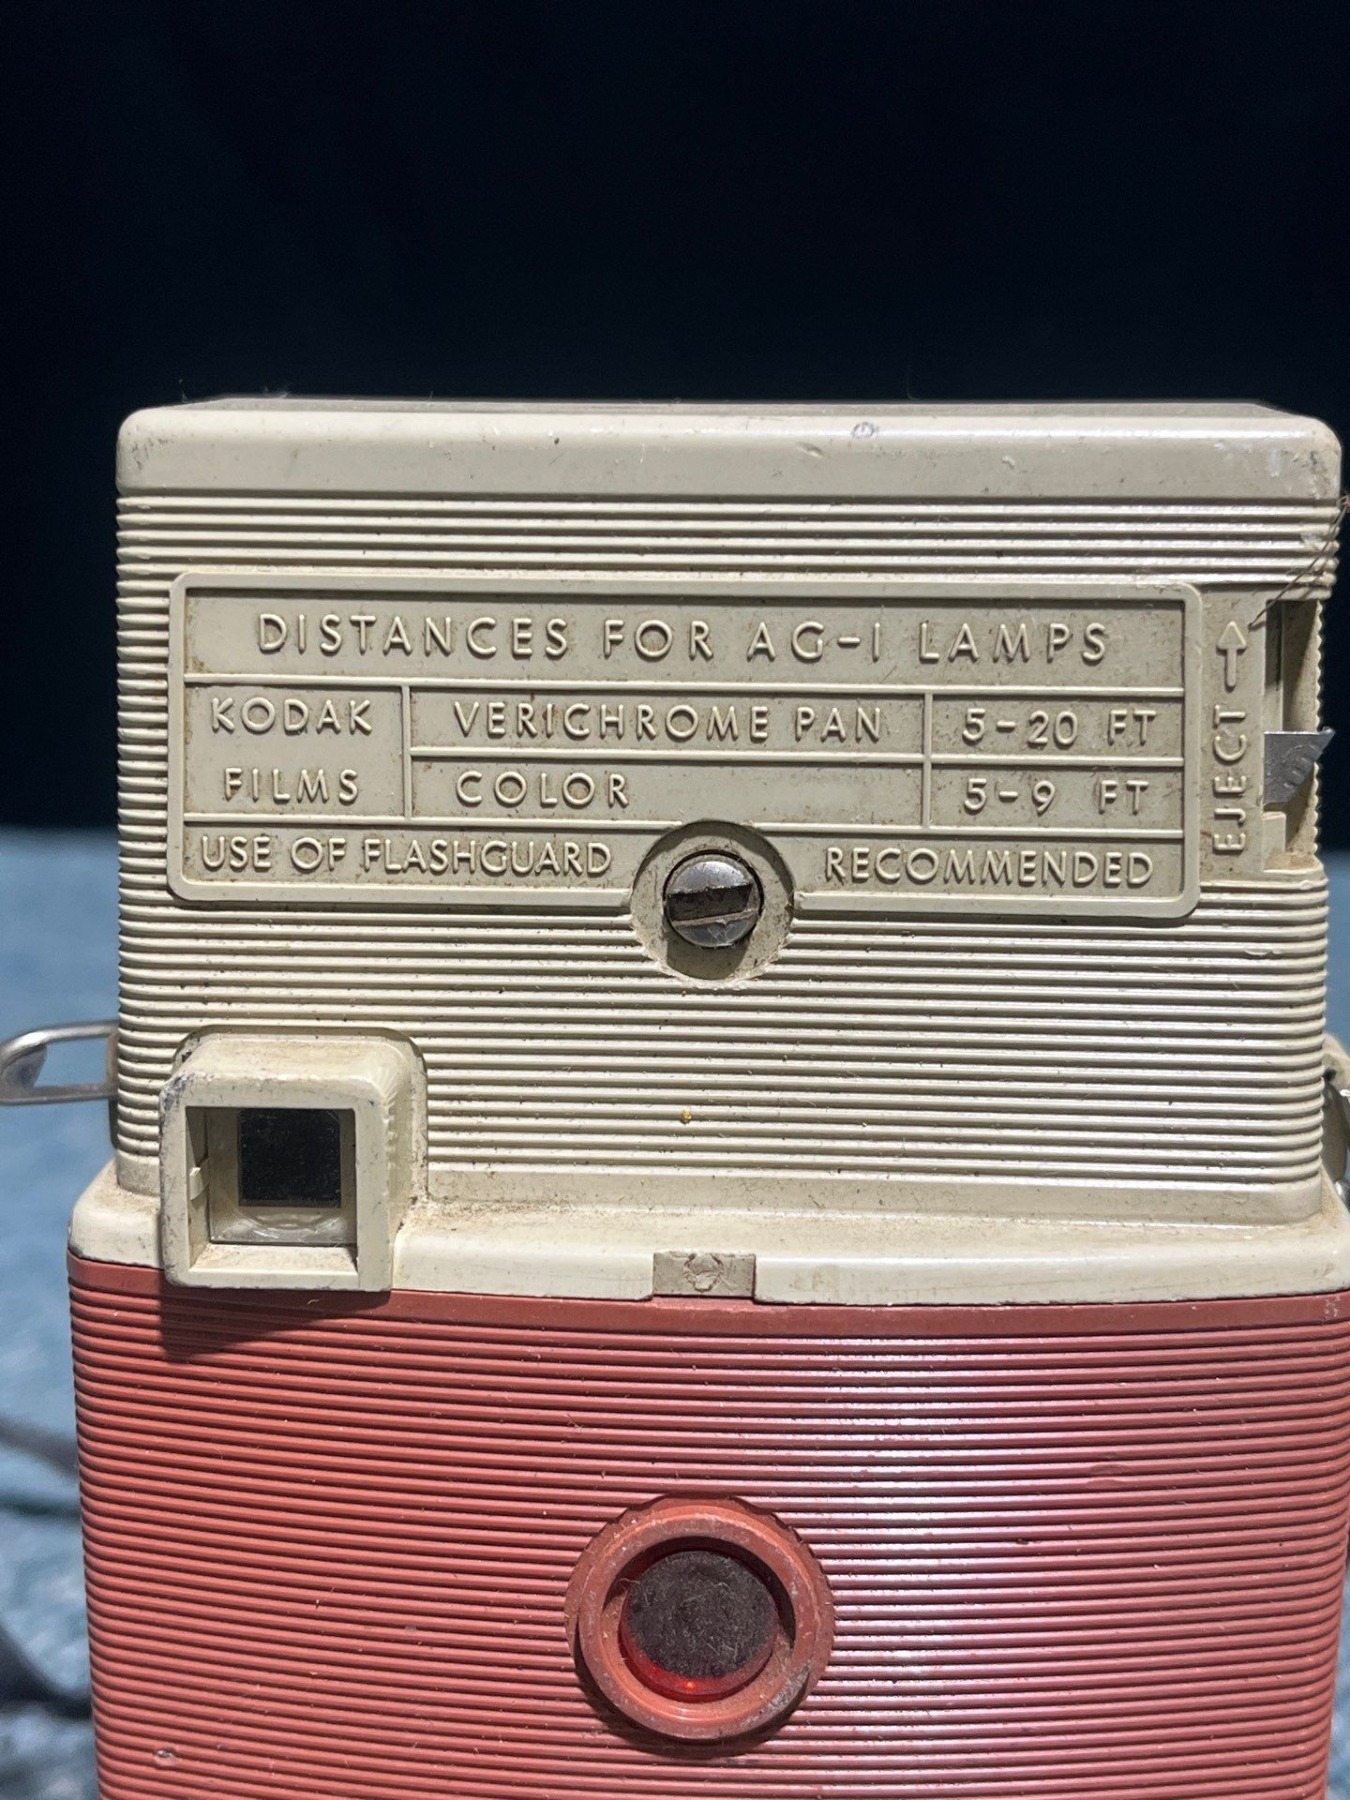 DISTANCES FOR AG-1 LAMPS
KODAK FILMS
VERICHROME PAN 5-20 FT
COLOR 5-9 FT
USE OF FLASHGUARD RECOMMENDED
EJECT